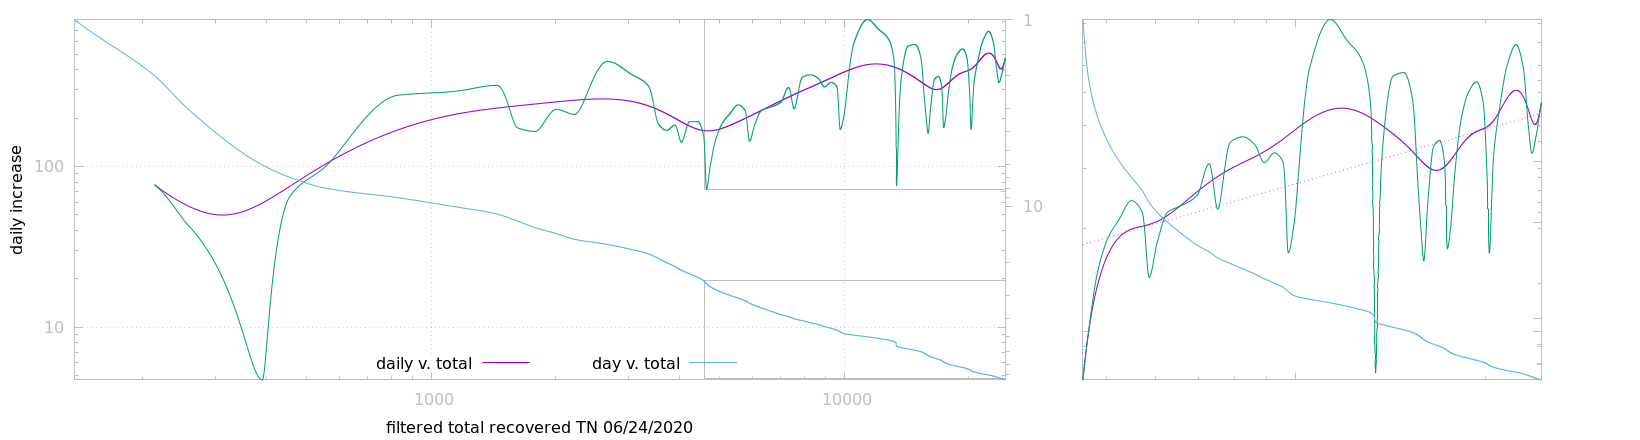 1
daily increase
100
10
10
daily v. total
day v. total
1000
10000
filtered total recovered TN 06/24/2020